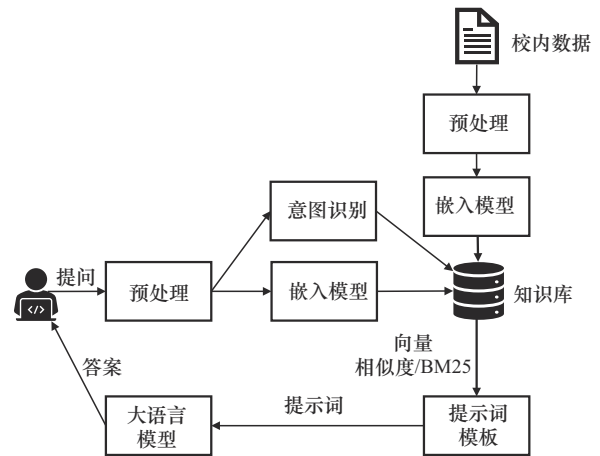 校内数据
预处理
嵌入模型
意图识别
提问
预处理
嵌入模型
知识库
</>
向量
相似度/BM25
答案
大语言
模型
提示词
提示词
模板